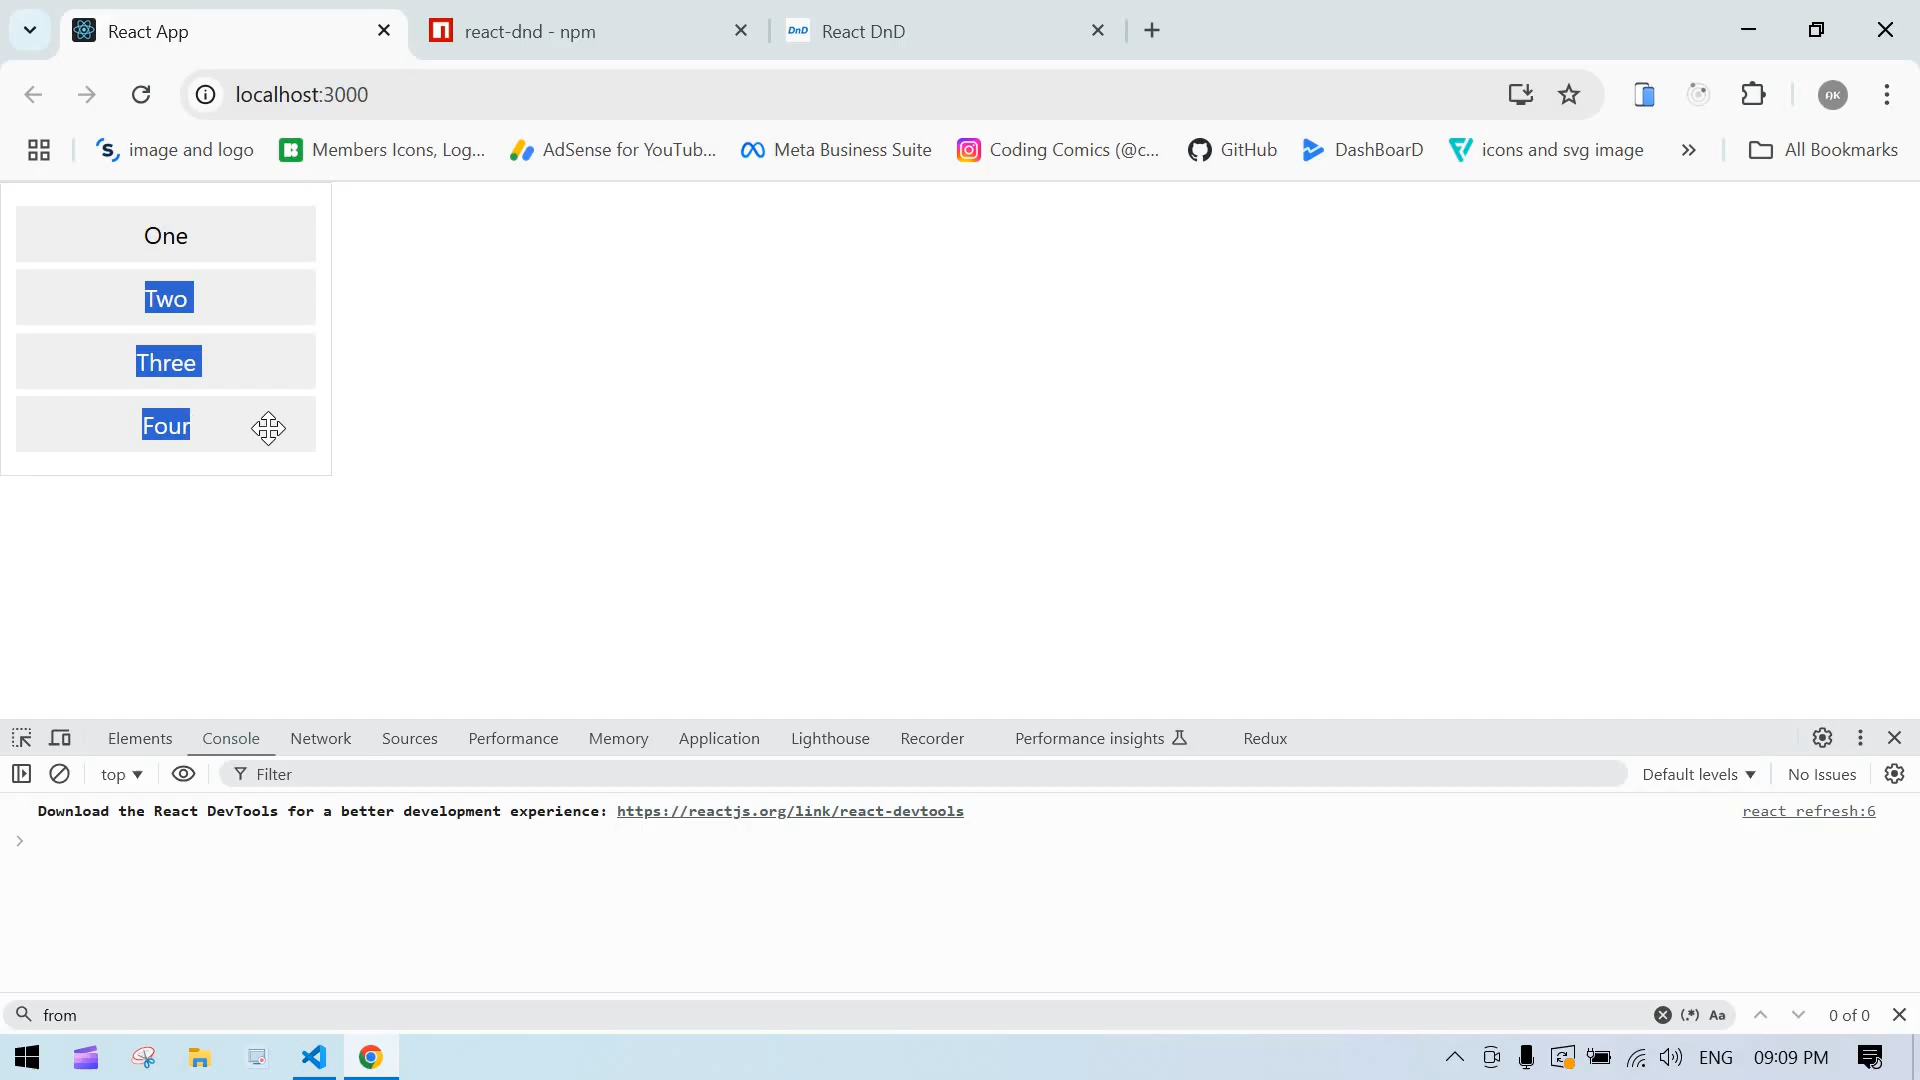 React App
react-dnd - npm
DnD
React DnD
localhost:3000
AK
image and logo
Members Icons, Log...
AdSense for YouTub...
Meta Business Suite
Coding Comics (@c...
GitHub
DashBoarD
icons and svg image
All Bookmarks
One
Two
Three
Four
Elements
Console
Network
Sources
Performance
Memory
Application
Lighthouse
Recorder
Performance insights
Redux
top
Filter
Default levels
No Issues
Download the React DevTools for a better development experience: https://reactjs.org/link/react-devtools
react refresh:6
from
(.*)
Aa
0 of 0
ENG
09:09 PM